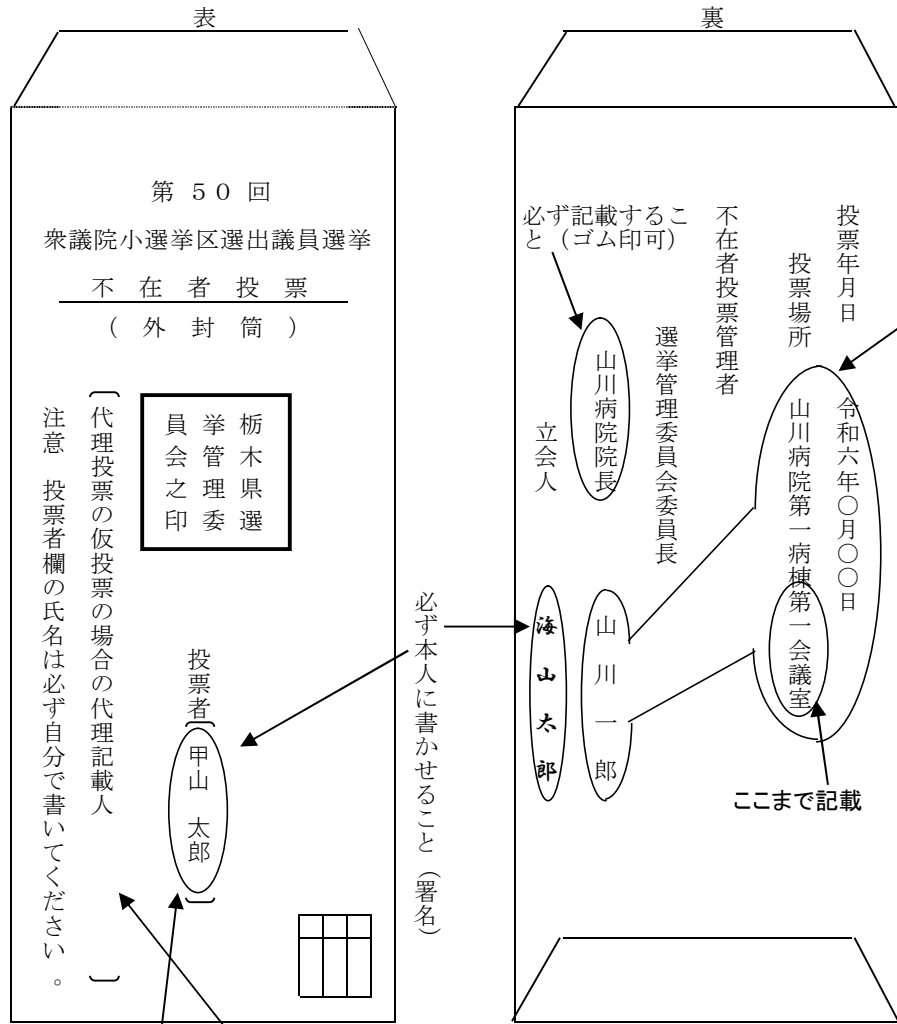 表
第 ５０ 回
衆議院小選挙区選出議員選挙
不 在 者 投 票
（ 外 封 筒 ）
栃木県選
挙管理委
員会之印
投票者〔甲山 太郎〕
〔代理投票の仮投票の場合の代理記載人 〕
注意 投票者欄の氏名は必ず自分で書いてください。
必ず本人に書かせること（署名）
裏
投票年月日 令和六年○月○○日
投票場所 山川病院第一病棟第一会議室
不在者投票管理者
選挙管理委員会委員長
山川病院院長 山川一郎
立会人 海山太郎
必ず記載するこ
と（ゴム印可）
ここまで記載